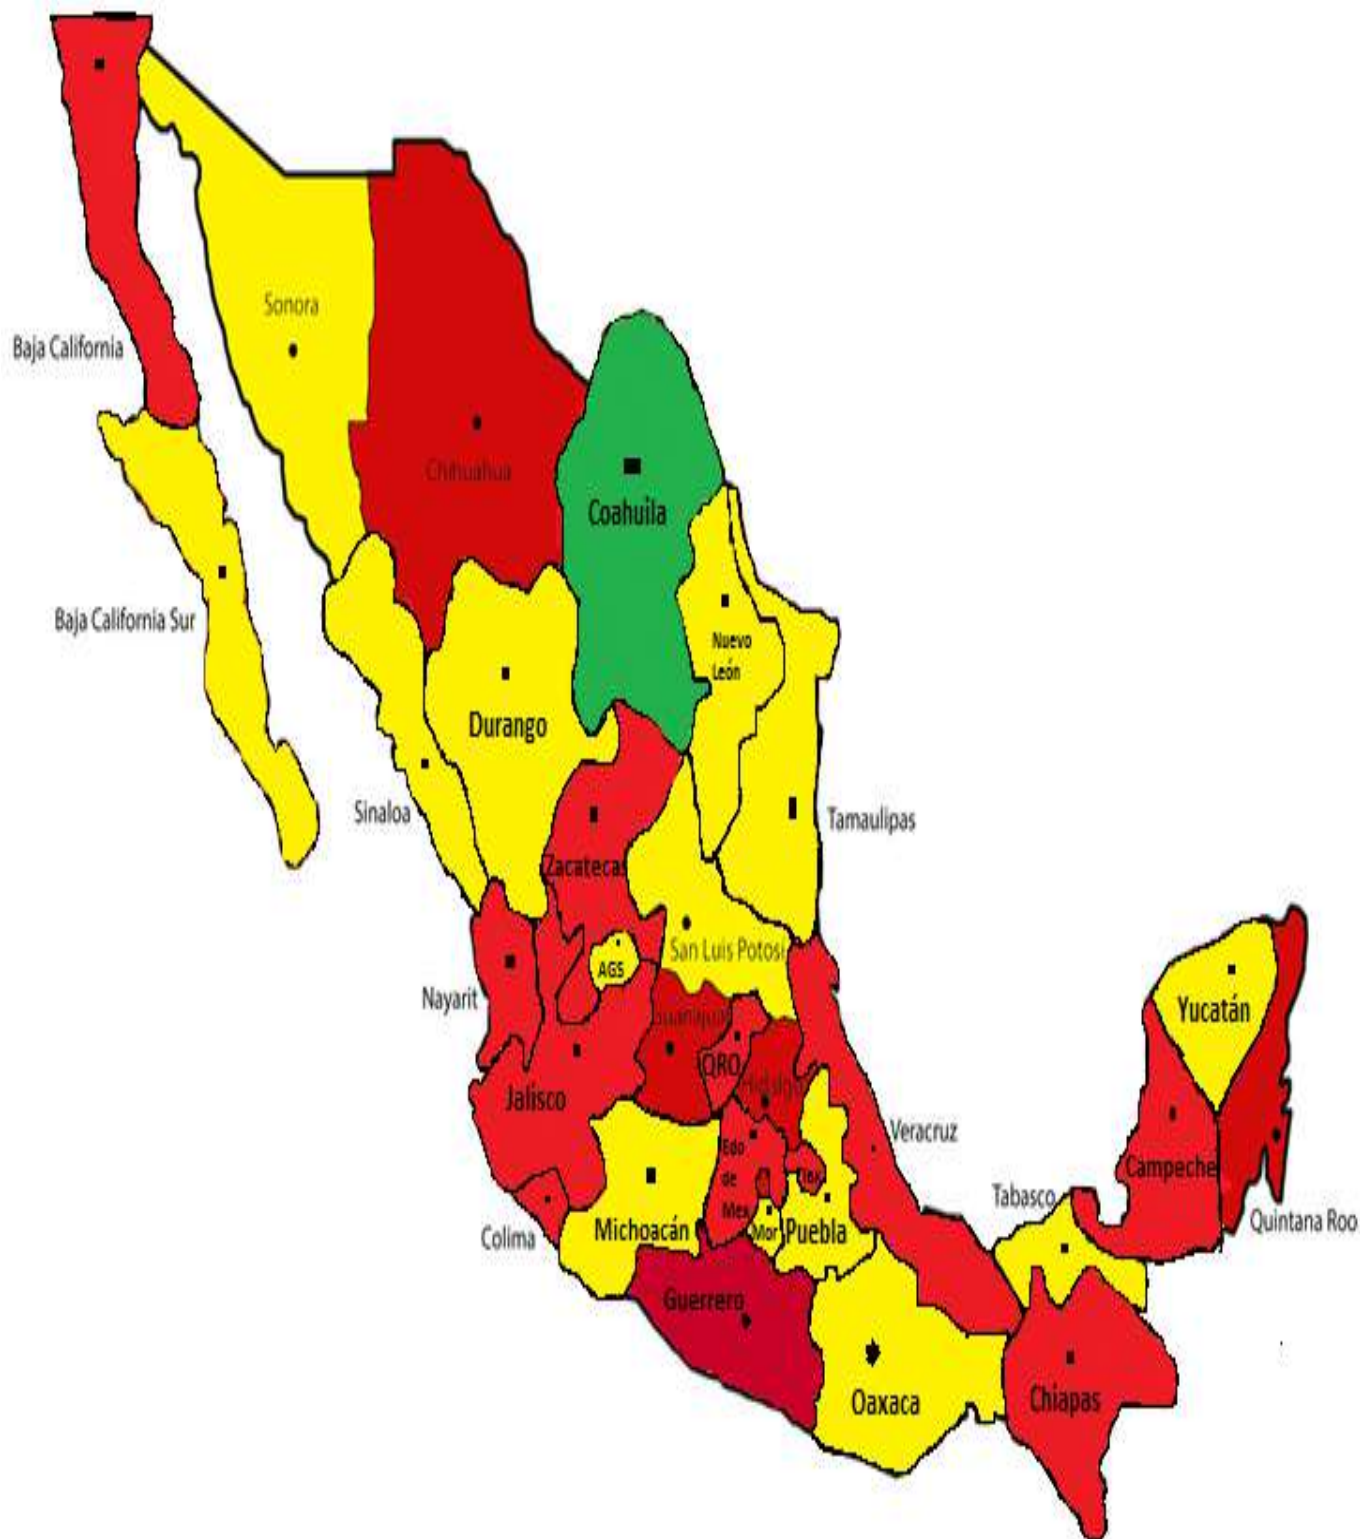 Sonora
Baja California
Chihuahua
Coahuila
Baja California Sur
Nuevo
León
Durango
Sinaloa
Tamaulipas
Zacatecas
San Luis Potosí
AGS
Nayarit
Yucatán
QRO
Hidalgo
Jalisco
Veracruz
Edo
de
Mex
Campeche
Tabasco
Quintana Roo
Colima
Michoacán
Mor
Puebla
Guerrero
Oaxaca
Chiapas